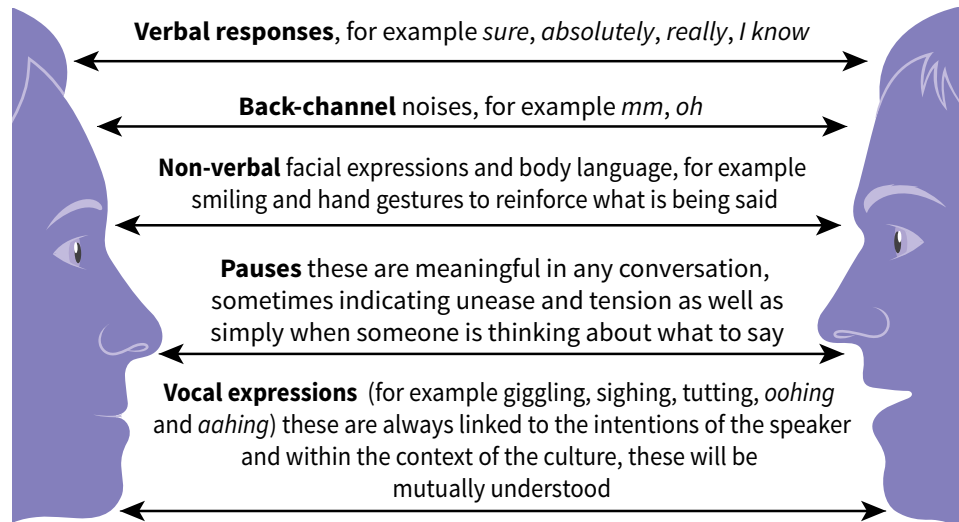 Verbal responses, for example sure, absolutely, really, I know
Back-channel noises, for example mm, oh
Non-verbal facial expressions and body language, for example
smiling and hand gestures to reinforce what is being said
Pauses these are meaningful in any conversation,
sometimes indicating unease and tension as well as
simply when someone is thinking about what to say
Vocal expressions (for example giggling, sighing, tutting, oohing
and aahing) these are always linked to the intentions of the speaker
and within the context of the culture, these will be
mutually understood